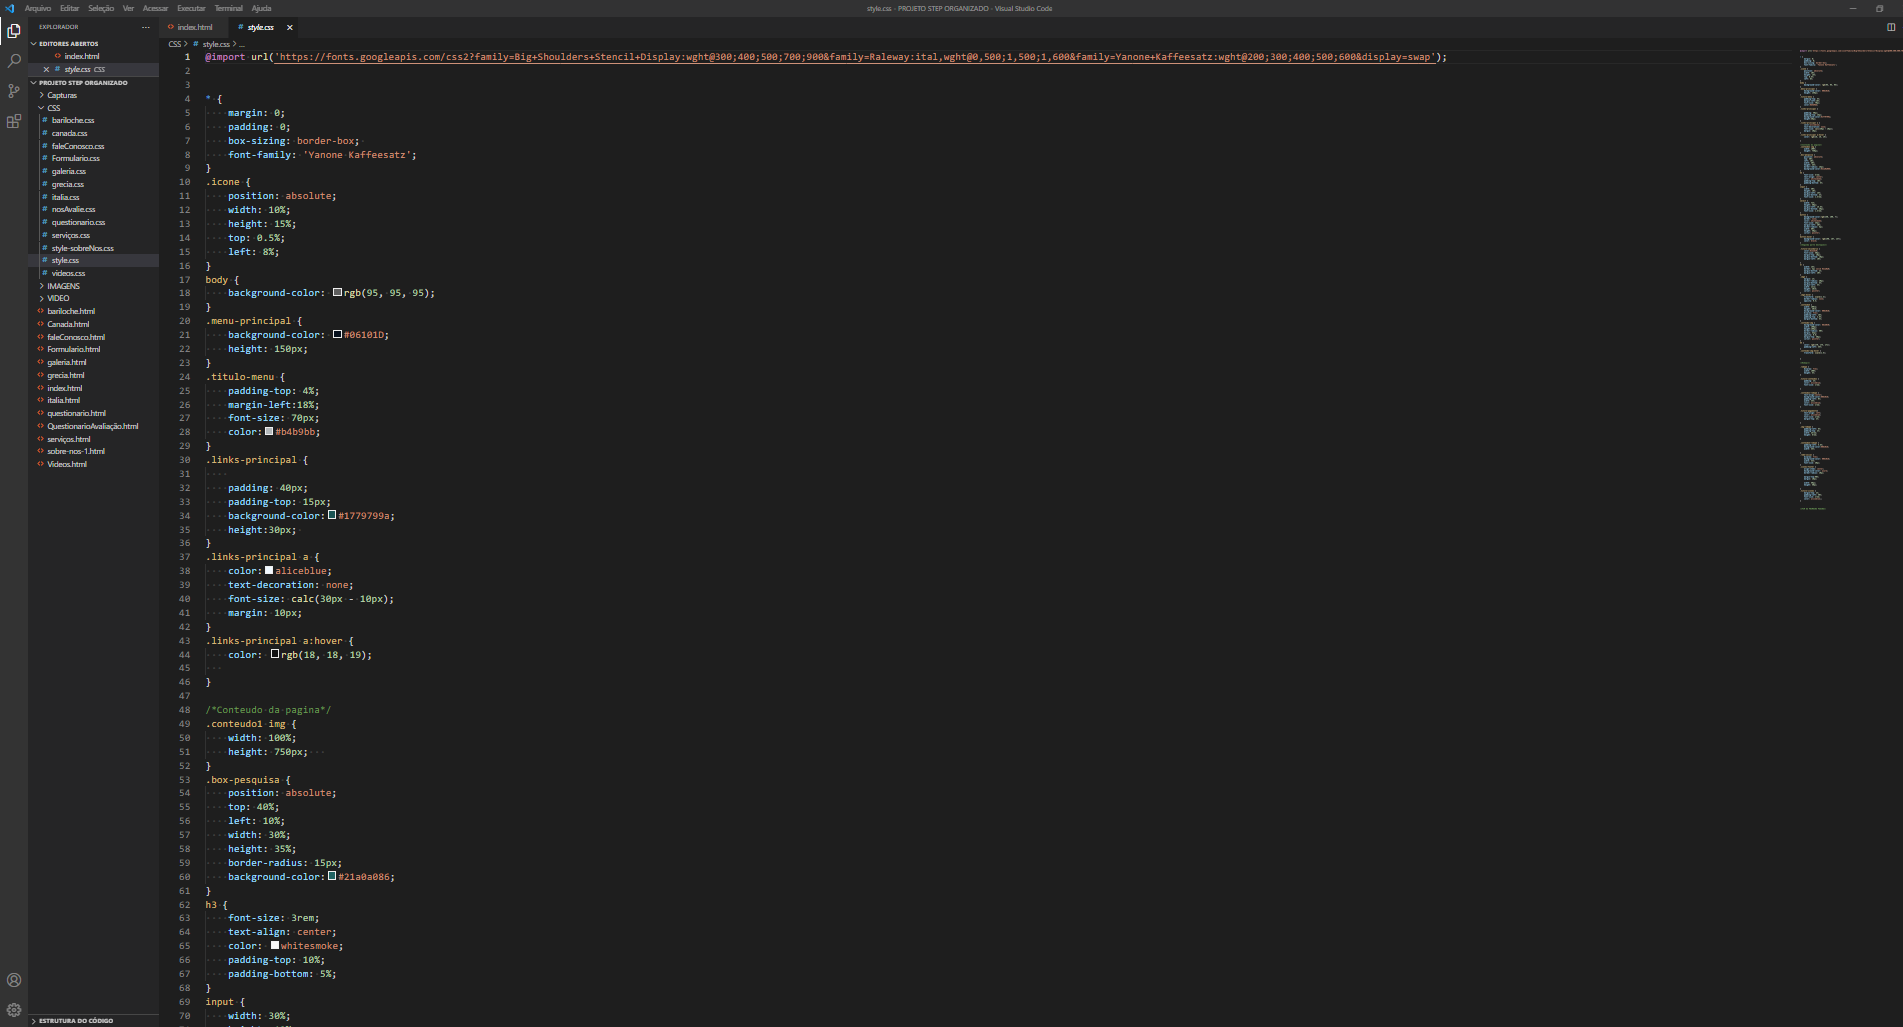 Arquivo Editar Seleção Ver Acessar Executar Terminal Ajuda
style.css - PROJETO STEP ORGANIZADO - Visual Studio Code
EXPLORADOR
EDITORES ABERTOS
index.html
style.css CSS
PROJETO STEP ORGANIZADO
Capturas
CSS
bariloche.css
canada.css
faleConosco.css
Formulario.css
galeria.css
grecia.css
italia.css
nosAvalie.css
questionario.css
serviços.css
style-sobreNos.css
style.css
videos.css
IMAGENS
VIDEO
bariloche.html
Canada.html
faleConosco.html
Formulario.html
galeria.html
grecia.html
index.html
italia.html
questionario.html
QuestionarioAvaliação.html
serviços.html
sobre-nos-1.html
Videos.html
ESTRUTURA DO CÓDIGO
index.html
style.css
CSS > # style.css > ...
1 @import url('https://fonts.googleapis.com/css2?family=Big+Shoulders+Stencil+Display:wght@300;400;500;700;900&family=Raleway:ital,wght@0,500;1,500;1,600&family=Yanone+Kaffeesatz:wght@200;300;400;500;600&display=swap');
2
3
4 * {
5 margin: 0;
6 padding: 0;
7 box-sizing: border-box;
8 font-family: 'Yanone Kaffeesatz';
9 }
10 .icone {
11 position: absolute;
12 width: 10%;
13 height: 15%;
14 top: 0.5%;
15 left: 8%;
16 }
17 body {
18 background-color: rgb(95, 95, 95);
19 }
20 .menu-principal {
21 background-color: #06101D;
22 height: 150px;
23 }
24 .titulo-menu {
25 padding-top: 4%;
26 margin-left:18%;
27 font-size: 70px;
28 color: #b4b9bb;
29 }
30 .links-principal {
31
32 padding: 40px;
33 padding-top: 15px;
34 background-color: #1779799a;
35 height:30px;
36 }
37 .links-principal a {
38 color: aliceblue;
39 text-decoration: none;
40 font-size: calc(30px - 10px);
41 margin: 10px;
42 }
43 .links-principal a:hover {
44 color: rgb(18, 18, 19);
45
46 }
47
48 /*Conteudo da pagina*/
49 .conteudo1 img {
50 width: 100%;
51 height: 750px;
52 }
53 .box-pesquisa {
54 position: absolute;
55 top: 40%;
56 left: 10%;
57 width: 30%;
58 height: 35%;
59 border-radius: 15px;
60 background-color: #21a0a086;
61 }
62 h3 {
63 font-size: 3rem;
64 text-align: center;
65 color: whitesmoke;
66 padding-top: 10%;
67 padding-bottom: 5%;
68 }
69 input {
70 width: 30%;